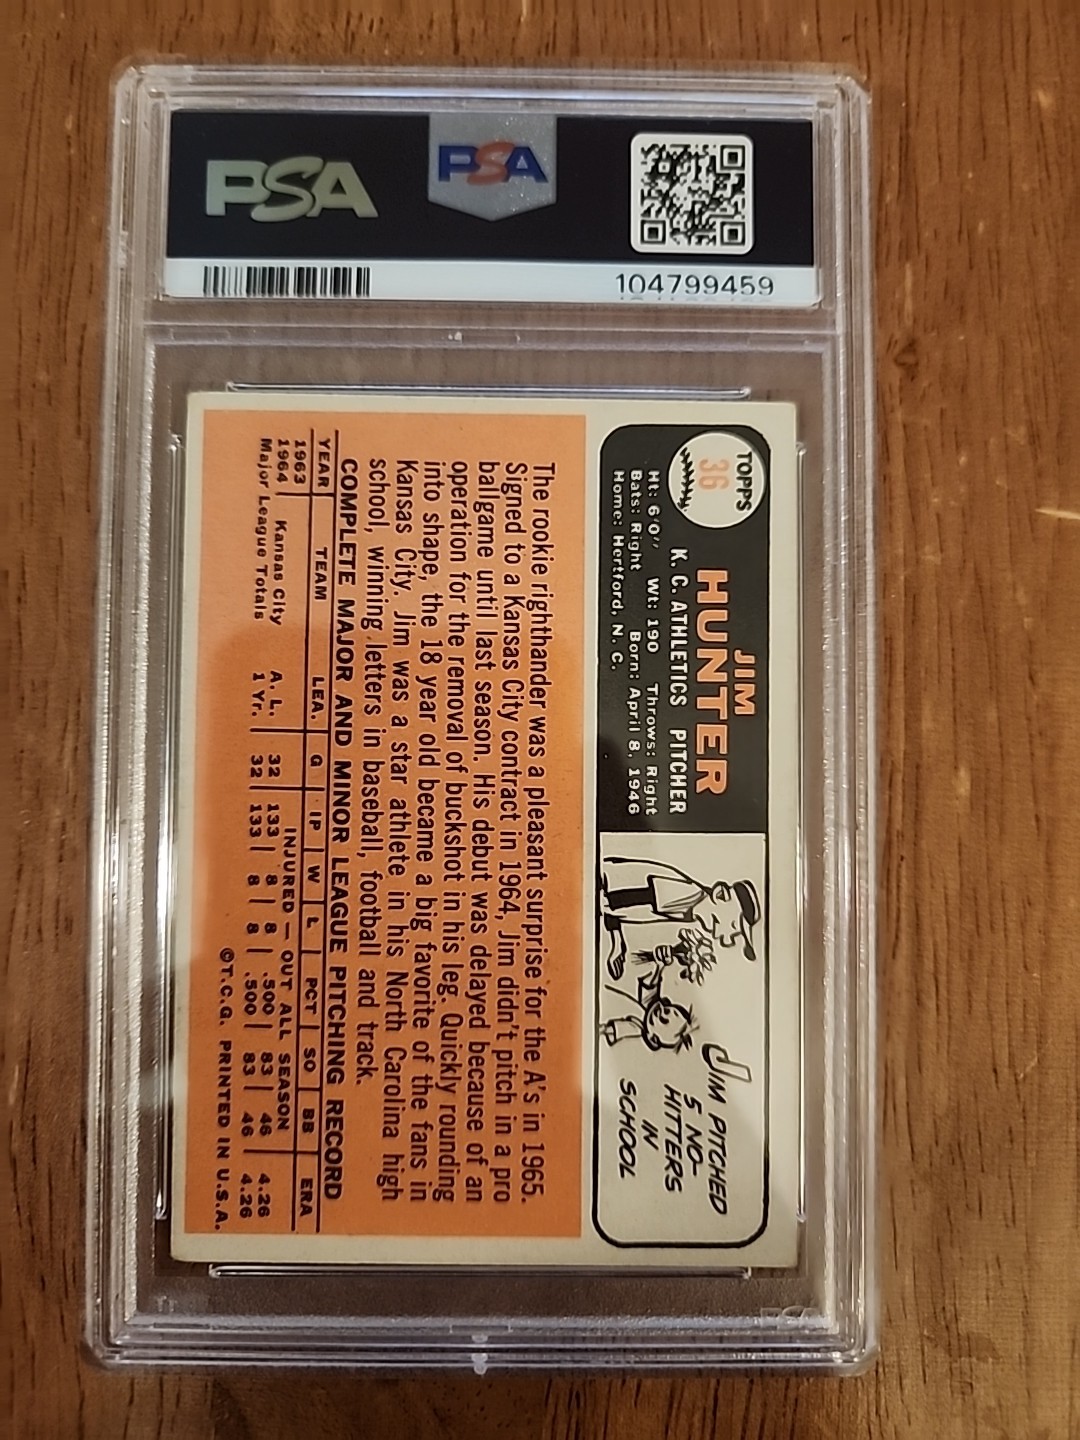 PSA
PSA
104799459
TOPPS
36
JIM
HUNTER
K. C. ATHLETICS PITCHER
Ht: 6'0" Wt: 190 Throws: Right
Bats: Right Born: April 8, 1946
Home: Hertford, N. C.
JIM PITCHED
5 NO-
HITTERS
IN
SCHOOL
The rookie righthander was a pleasant surprise for the A's in 1965.
Signed to a Kansas City contract in 1964, Jim didn't pitch in a pro
ballgame until last season. His debut was delayed because of an
operation for the removal of buckshot in his leg. Quickly rounding
into shape, the 18 year old became a big favorite of the fans in
Kansas City. Jim was a star athlete in his North Carolina high
school, winning letters in baseball, football and track.
COMPLETE MAJOR AND MINOR LEAGUE PITCHING RECORD
YEAR TEAM LEA. G IP W L PCT SO BB ERA
1963 INJURED — OUT ALL SEASON
1964 Kansas City A. L. 32 133 8 8 .500 83 46 4.26
Major League Totals 1 Yr. 32 133 8 8 .500 83 46 4.26
©T.C.G. PRINTED IN U.S.A.
PSA